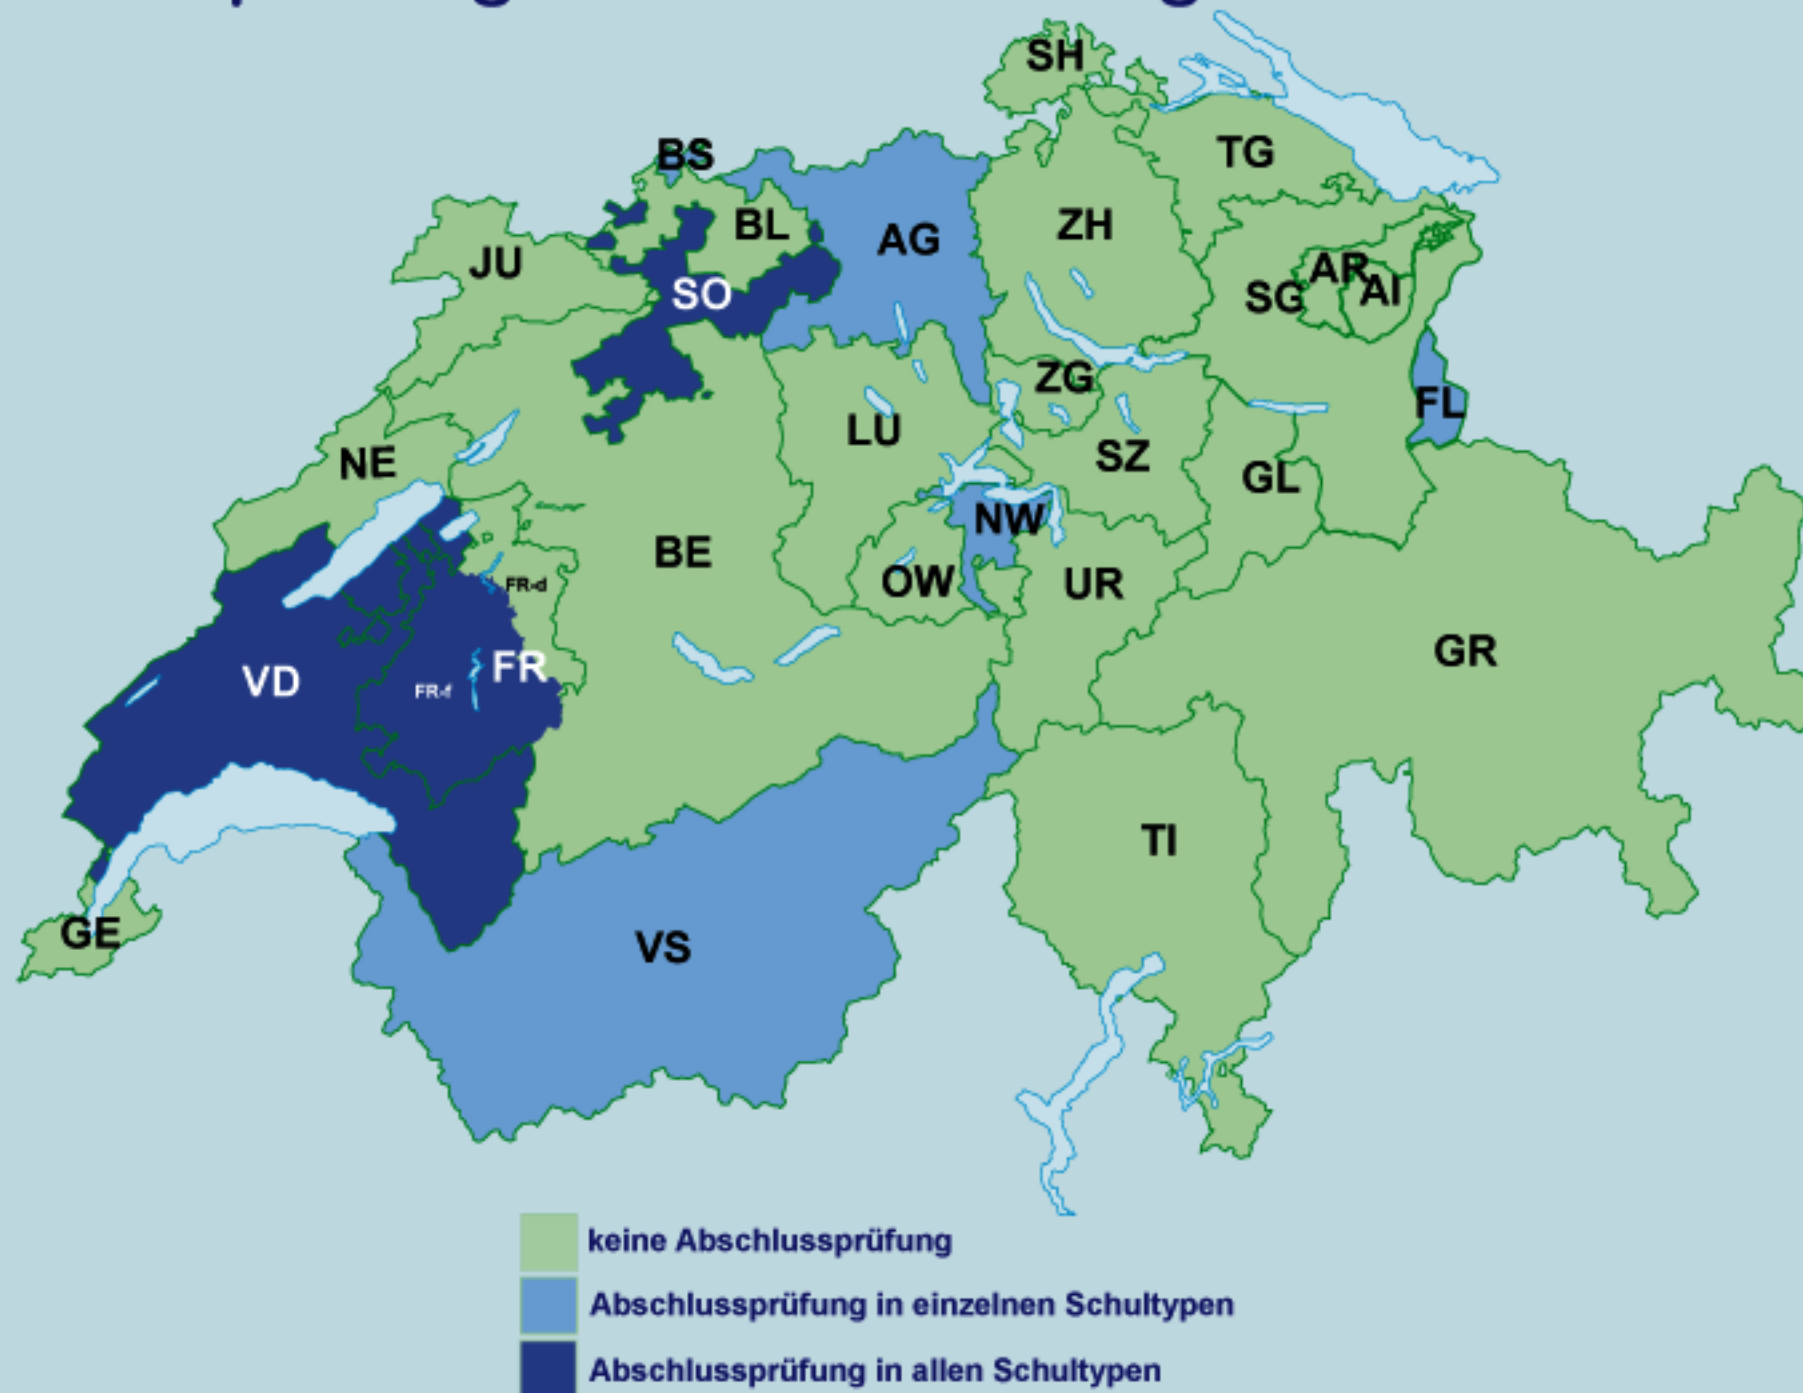 SH
BS
TG
BL
ZH
AG
JU
AR
AI
SO
SG
ZG
FL
LU
SZ
NE
GL
NW
BE
OW
FR-d
UR
GR
FR
VD
FR-f
TI
GE
VS
keine Abschlussprüfung
Abschlussprüfung in einzelnen Schultypen
Abschlussprüfung in allen Schultypen